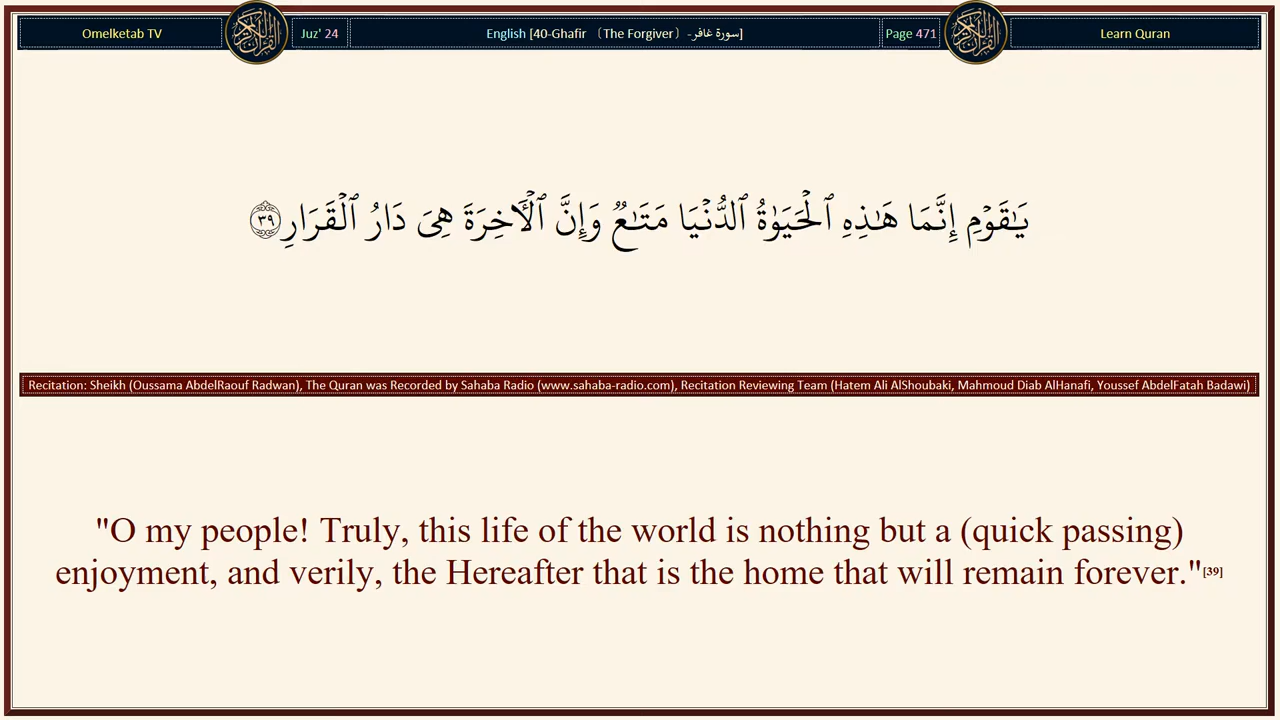 Omelketab TV
Juz' 24
English [40-Ghafir 〔The Forgiver〕 -سورة غافر]
Page 471
Learn Quran
يَٰقَوۡمِ إِنَّمَا هَٰذِهِ ٱلۡحَيَوٰةُ ٱلدُّنۡيَا مَتَٰعٞ وَإِنَّ ٱلۡأٓخِرَةَ هِيَ دَارُ ٱلۡقَرَارِ ٣٩
Recitation: Sheikh (Oussama AbdelRaouf Radwan), The Quran was Recorded by Sahaba Radio (www.sahaba-radio.com), Recitation Reviewing Team (Hatem Ali AlShoubaki, Mahmoud Diab AlHanafi, Youssef AbdelFatah Badawi)
"O my people! Truly, this life of the world is nothing but a (quick passing)
enjoyment, and verily, the Hereafter that is the home that will remain forever."[39]